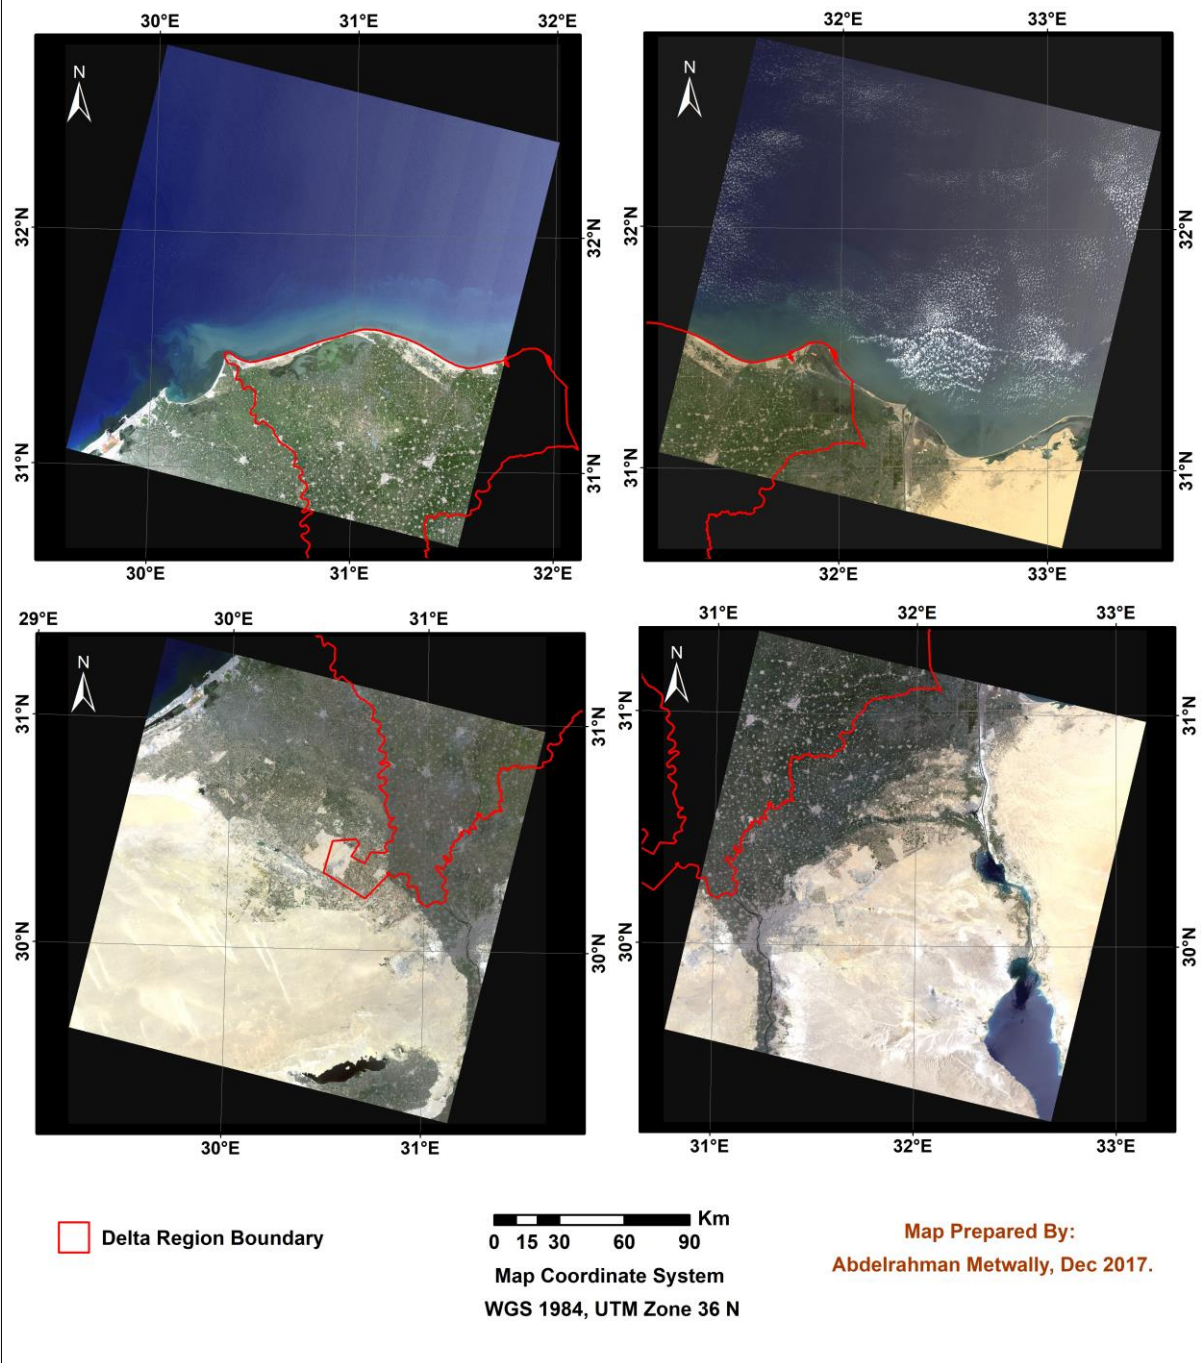 30°E 31°E 32°E
N
32°N 32°N
31°N 31°N
30°E 31°E 32°E
32°E 33°E
N
32°N 32°N
31°N 31°N
32°E 33°E
29°E 30°E 31°E
N
31°N 31°N
30°N 30°N
30°E 31°E
31°E 32°E 33°E
N
31°N 31°N
30°N 30°N
31°E 32°E 33°E
Delta Region Boundary
Km
0 15 30 60 90
Map Coordinate System
WGS 1984, UTM Zone 36 N
Map Prepared By:
Abdelrahman Metwally, Dec 2017.